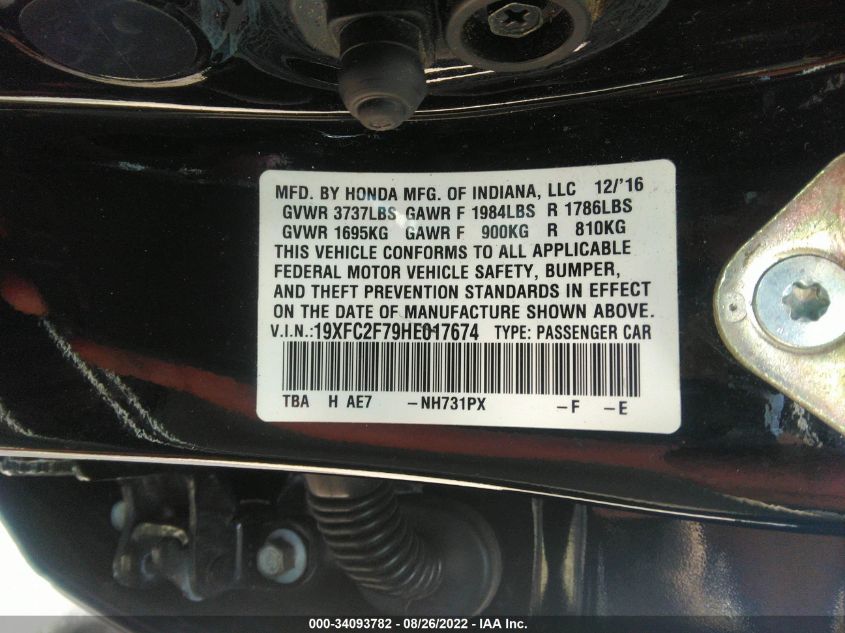 MFD. BY HONDA MFG. OF INDIANA, LLC 12/'16
GVWR 3737LBS GAWR F 1984LBS R 1786LBS
GVWR 1695KG GAWR F 900KG R 810KG
THIS VEHICLE CONFORMS TO ALL APPLICABLE
FEDERAL MOTOR VEHICLE SAFETY, BUMPER,
AND THEFT PREVENTION STANDARDS IN EFFECT
ON THE DATE OF MANUFACTURE SHOWN ABOVE.
V.I.N.:19XFC2F79HE017674 TYPE: PASSENGER CAR
TBA H AE7 -NH731PX -F -E
000-34093782 - 08/26/2022 - IAA Inc.